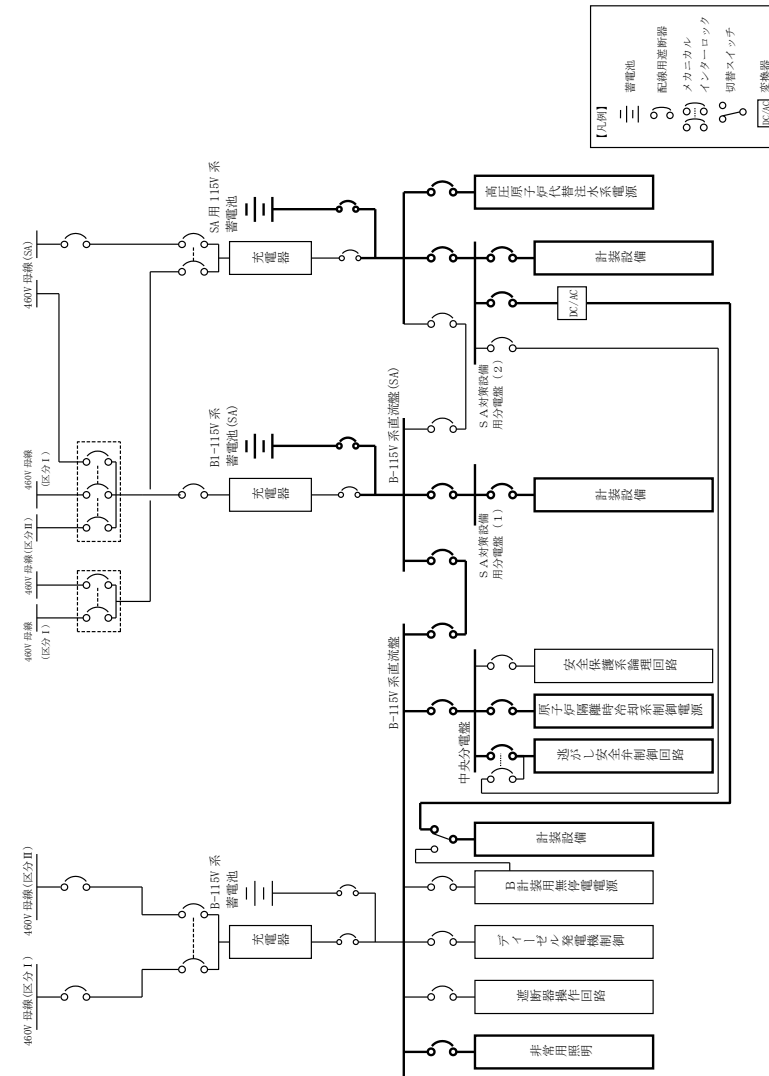 【凡例】
蓄電池
配線用遮断器
メカニカル
インターロック
切替スイッチ
DC/AC
変換器
460V 母線(SA)
460V 母線
(区分Ⅰ)
460V 母線(区分Ⅱ)
460V 母線(区分Ⅱ)
460V 母線
(区分Ⅰ)
460V 母線(区分Ⅱ)
460V 母線(区分Ⅰ)
SA 用 115V 系
蓄電池
充電器
B1-115V 系
蓄電池(SA)
充電器
B-115V 系
蓄電池
充電器
B-115V 系直流盤(SA)
B-115V 系直流盤
SA対策設備
用分電盤 (2)
SA対策設備
用分電盤 (1)
中央分電盤
高圧原子炉代替注水系電源
計装設備
DC/AC
計装設備
安全保護系論理回路
原子炉隔離時冷却系制御電源
逃がし安全弁制御回路
計装設備
B計装用無停電電源
ディーゼル発電機制御
遮断器操作回路
非常用照明